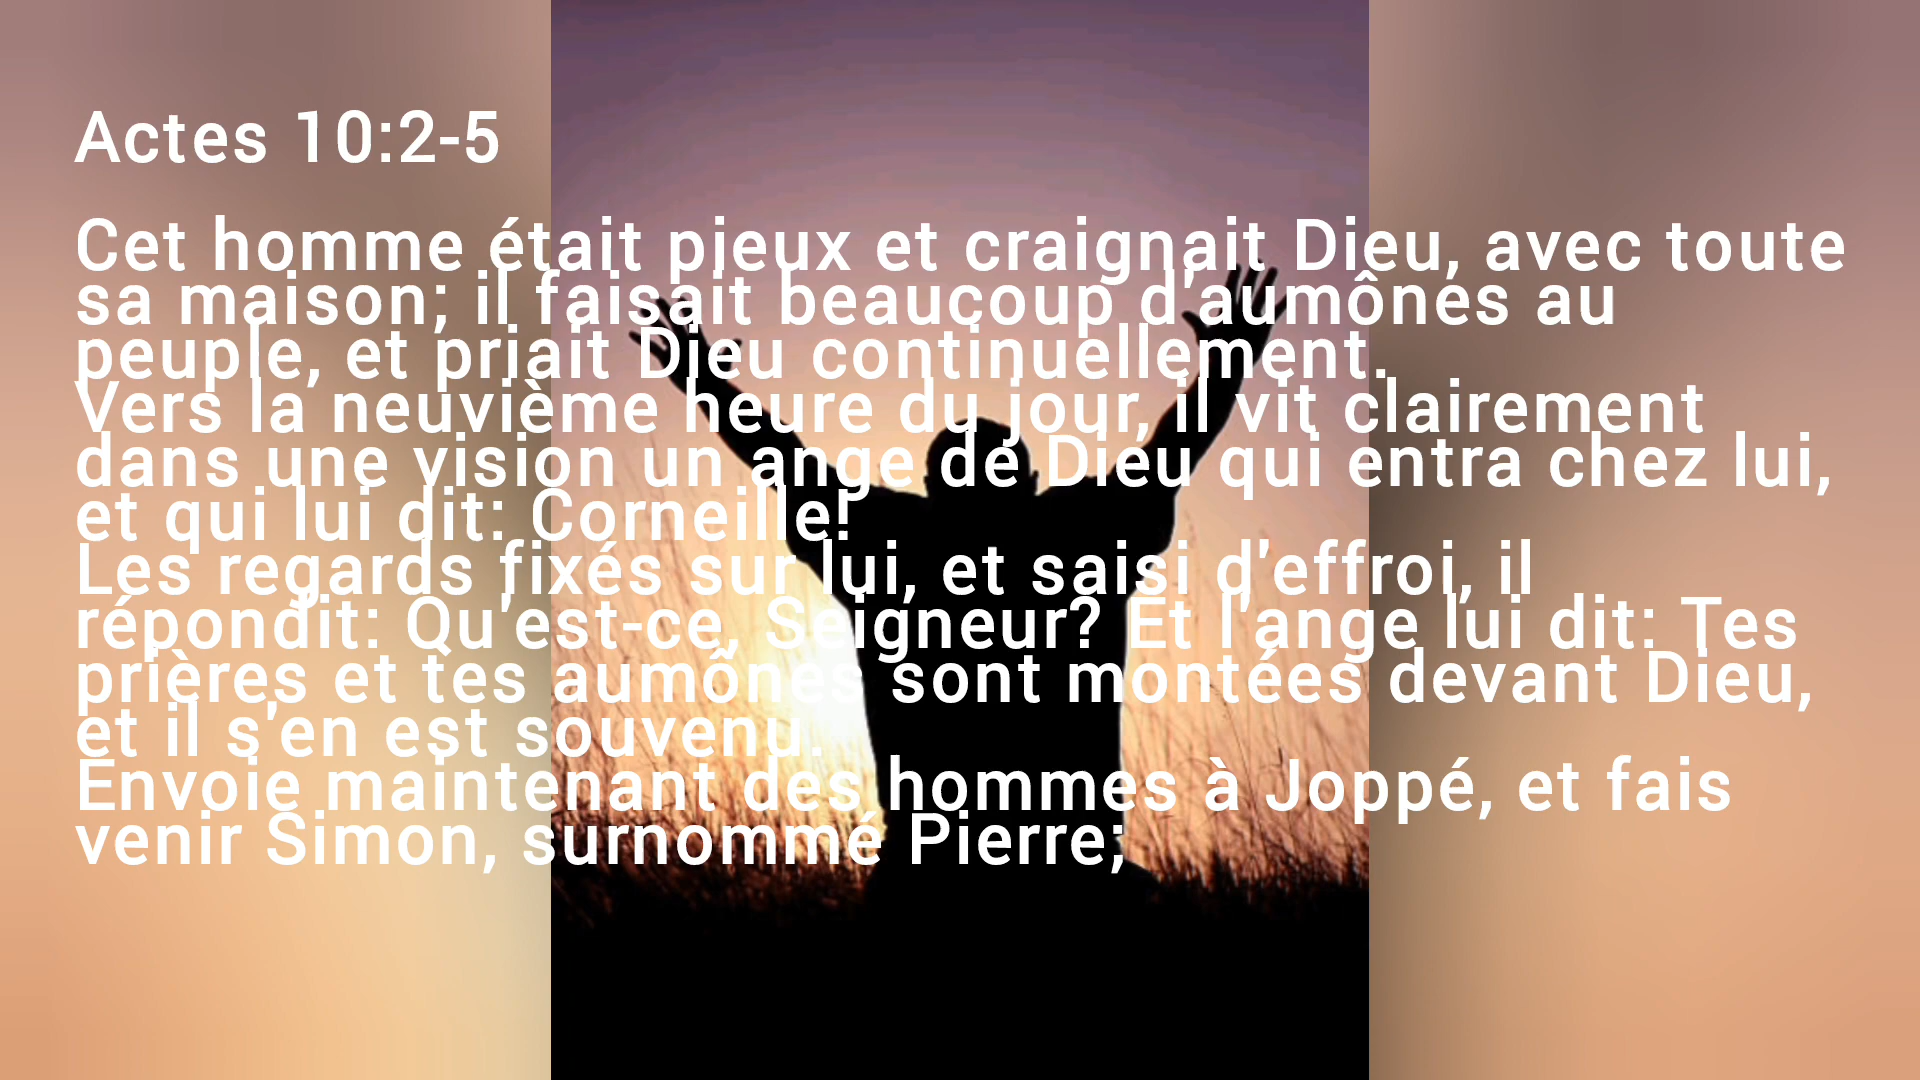 Actes 10:2-5
Cet homme était pieux et craignait Dieu, avec toute
sa maison; il faisait beaucoup d'aumônes au
peuple, et priait Dieu continuellement.
Vers la neuvième heure du jour, il vit clairement
dans une vision un ange de Dieu qui entra chez lui,
et qui lui dit: Corneille!
Les regards fixés sur lui, et saisi d'effroi, il
répondit: Qu'est-ce, Seigneur? Et l'ange lui dit: Tes
prières et tes aumônes sont montées devant Dieu,
et il s'en est souvenu.
Envoie maintenant des hommes à Joppé, et fais
venir Simon, surnommé Pierre;